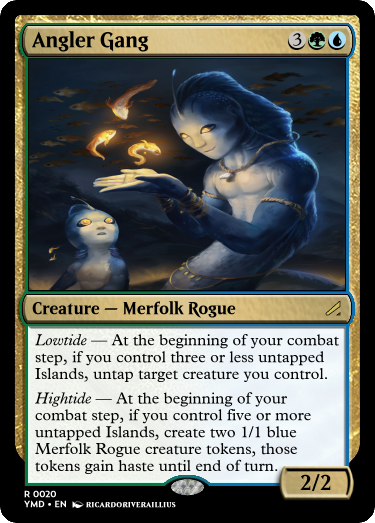 Angler Gang 3
Creature — Merfolk Rogue
Lowtide — At the beginning of your combat
step, if you control three or less untapped
Islands, untap target creature you control.
Hightide — At the beginning of your
combat step, if you control five or more
untapped Islands, create two 1/1 blue
Merfolk Rogue creature tokens, those
tokens gain haste until end of turn.
2/2
R 0020
YMD • EN RICARDORIVERAILLIUS